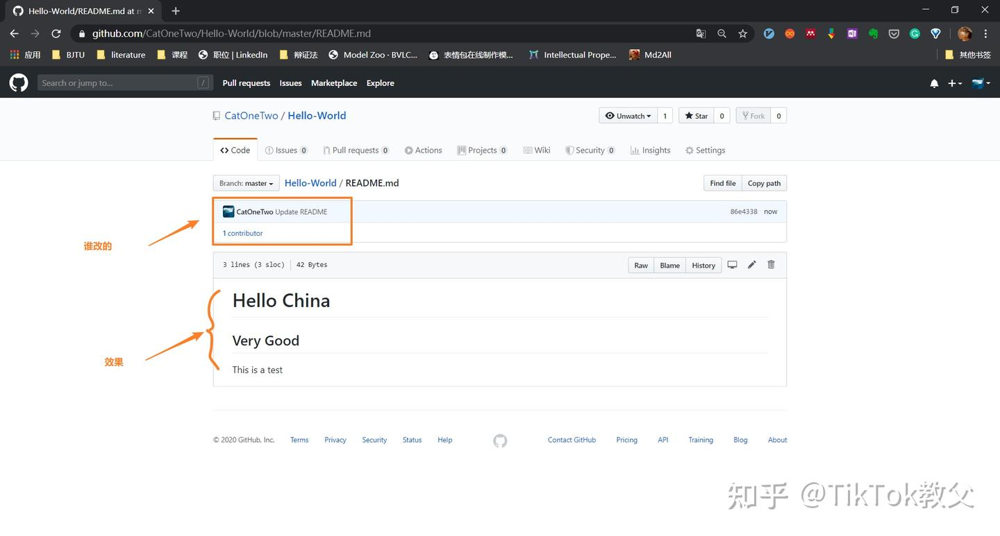 Hello-World/README.md at m
github.com/CatOneTwo/Hello-World/blob/master/README.md
应用 BJTU literature 课程 职位 | LinkedIn 辩证法 Model Zoo · BVLC... 表情包在线制作模... Intellectual Prope... Md2All 其他书签
Search or jump to... / Pull requests Issues Marketplace Explore
CatOneTwo / Hello-World Unwatch 1 Star 0 Fork 0
Code Issues 0 Pull requests 0 Actions Projects 0 Wiki Security 0 Insights Settings
Branch: master Hello-World / README.md Find file Copy path
CatOneTwo Update README 86e4338 now
1 contributor
谁改的
3 lines (3 sloc) 42 Bytes Raw Blame History
Hello China
Very Good
效果
This is a test
© 2020 GitHub, Inc. Terms Privacy Security Status Help Contact GitHub Pricing API Training Blog About
知乎 @TikTok教父